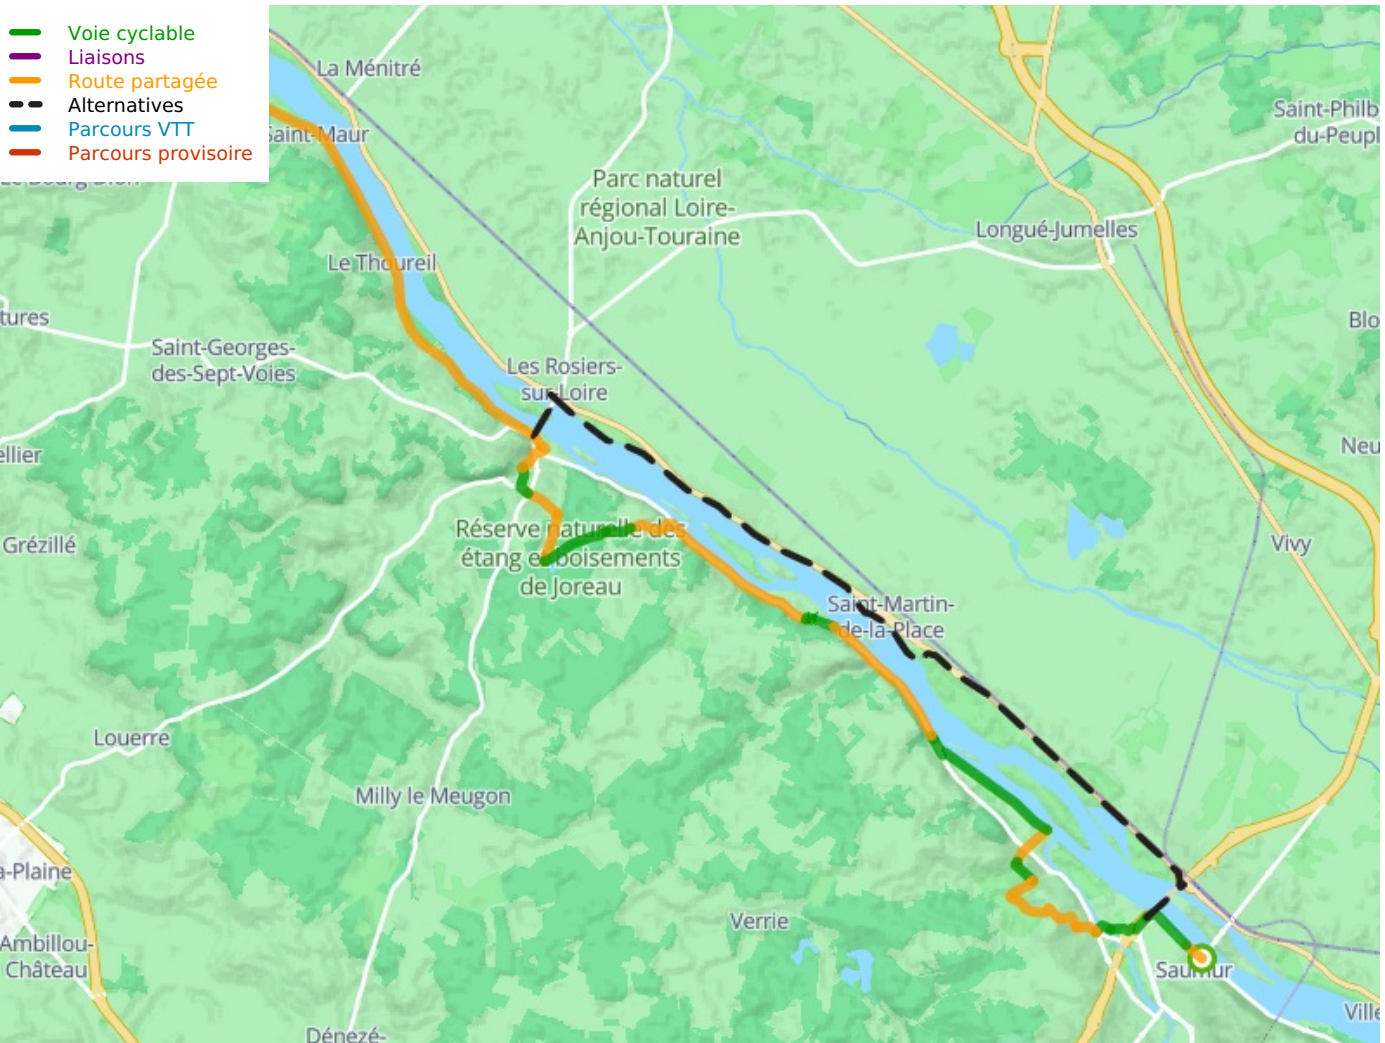 Voie cyclable
Liaisons
Route partagée
Alternatives
Parcours VTT
Parcours provisoire
La Ménitré
Saint-Maur
Saint-Philb
du-Peupl
Parc naturel
régional Loire-
Anjou-Touraine
Longué-Jumelles
Le Thoureil
tures
Blo
Saint-Georges-
des-Sept-Voies
Les Rosiers-
sur-Loire
ellier
Neu
Réserve naturelle des
étang et boisements
de Joreau
Grézillé
Vivy
Saint-Martin-
de-la-Place
Louerre
Milly le Meugon
a-Plaine
Verrie
Ambillou-
Château
Saumur
Ville
Dénezé-